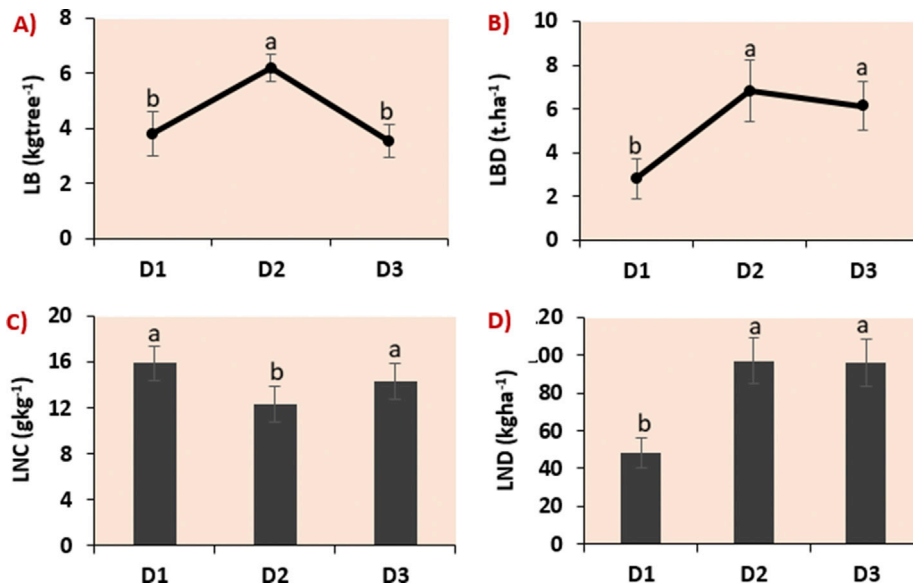 A)
LB (kgtree⁻¹)
8
6
4
2
0
b
a
b
D1 D2 D3
B)
LBD (t.ha⁻¹)
10
8
6
4
2
0
b
a
a
D1 D2 D3
C)
LNC (gkg⁻¹)
20
16
12
8
4
0
a
b
a
D1 D2 D3
D)
LND (kgha⁻¹)
20
00
80
60
40
20
0
b
a
a
D1 D2 D3